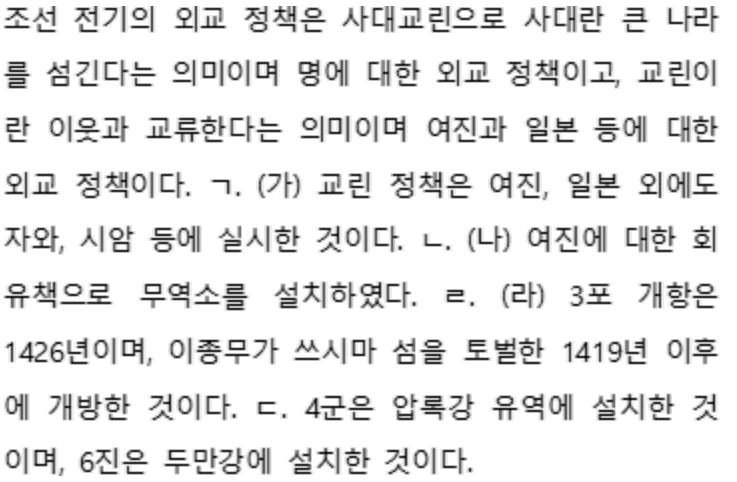 조선 전기의 외교 정책은 사대교린으로 사대란 큰 나라
를 섬긴다는 의미이며 명에 대한 외교 정책이고, 교린이
란 이웃과 교류한다는 의미이며 여진과 일본 등에 대한
외교 정책이다. ㄱ. (가) 교린 정책은 여진, 일본 외에도
자와, 시암 등에 실시한 것이다. ㄴ. (나) 여진에 대한 회
유책으로 무역소를 설치하였다. ㄹ. (라) 3포 개항은
1426년이며, 이종무가 쓰시마 섬을 토벌한 1419년 이후
에 개방한 것이다. ㄷ. 4군은 압록강 유역에 설치한 것
이며, 6진은 두만강에 설치한 것이다.